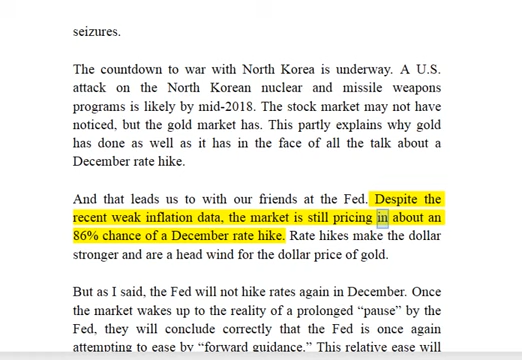 seizures.
The countdown to war with North Korea is underway. A U.S.
attack on the North Korean nuclear and missile weapons
programs is likely by mid-2018. The stock market may not have
noticed, but the gold market has. This partly explains why gold
has done as well as it has in the face of all the talk about a
December rate hike.
And that leads us to with our friends at the Fed. Despite the
recent weak inflation data, the market is still pricing in about an
86% chance of a December rate hike. Rate hikes make the dollar
stronger and are a head wind for the dollar price of gold.
But as I said, the Fed will not hike rates again in December. Once
the market wakes up to the reality of a prolonged “pause” by the
Fed, they will conclude correctly that the Fed is once again
attempting to ease by “forward guidance.” This relative ease will